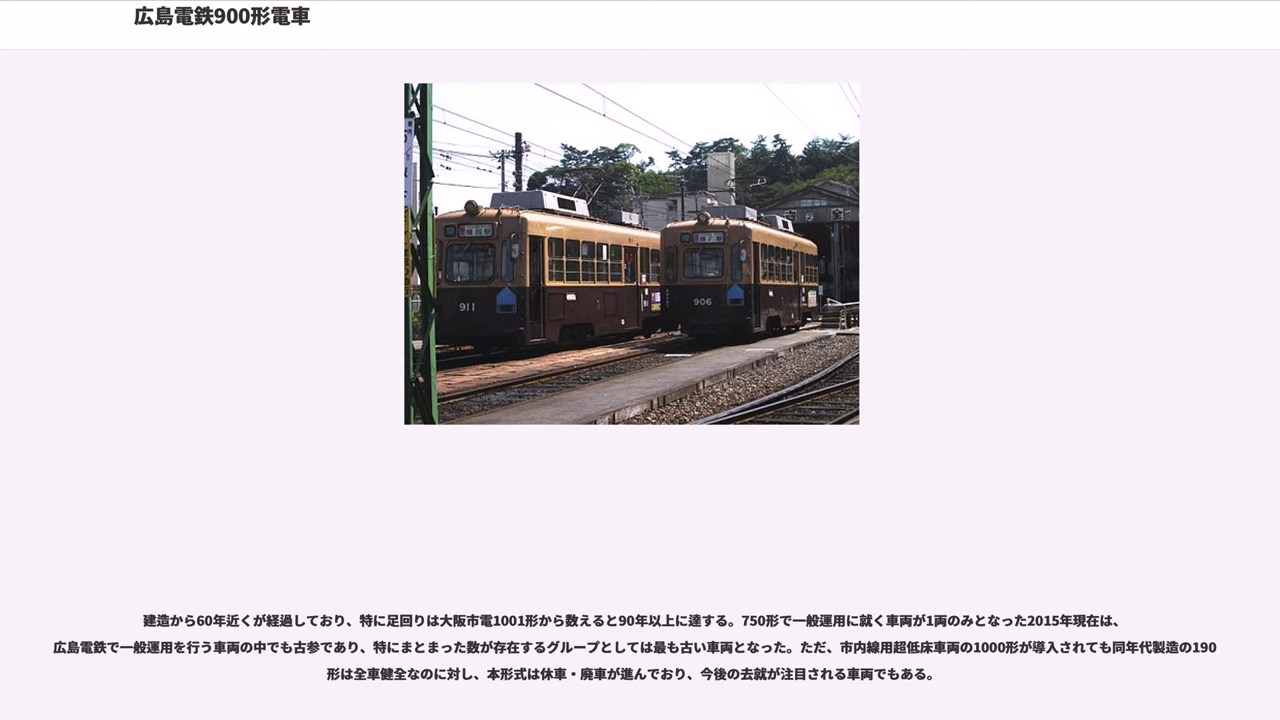 広島電鉄900形電車
911
906
建造から60年近くが経過しており、特に足回りは大阪市電1001形から数えると90年以上に達する。750形で一般運用に就く車両が1両のみとなった2015年現在は、
広島電鉄で一般運用を行う車両の中でも古参であり、特にまとまった数が存在するグループとしては最も古い車両となった。ただ、市内線用超低床車両の1000形が導入されても同年代製造の190
形は全車健全なのに対し、本形式は休車・廃車が進んでおり、今後の去就が注目される車両でもある。